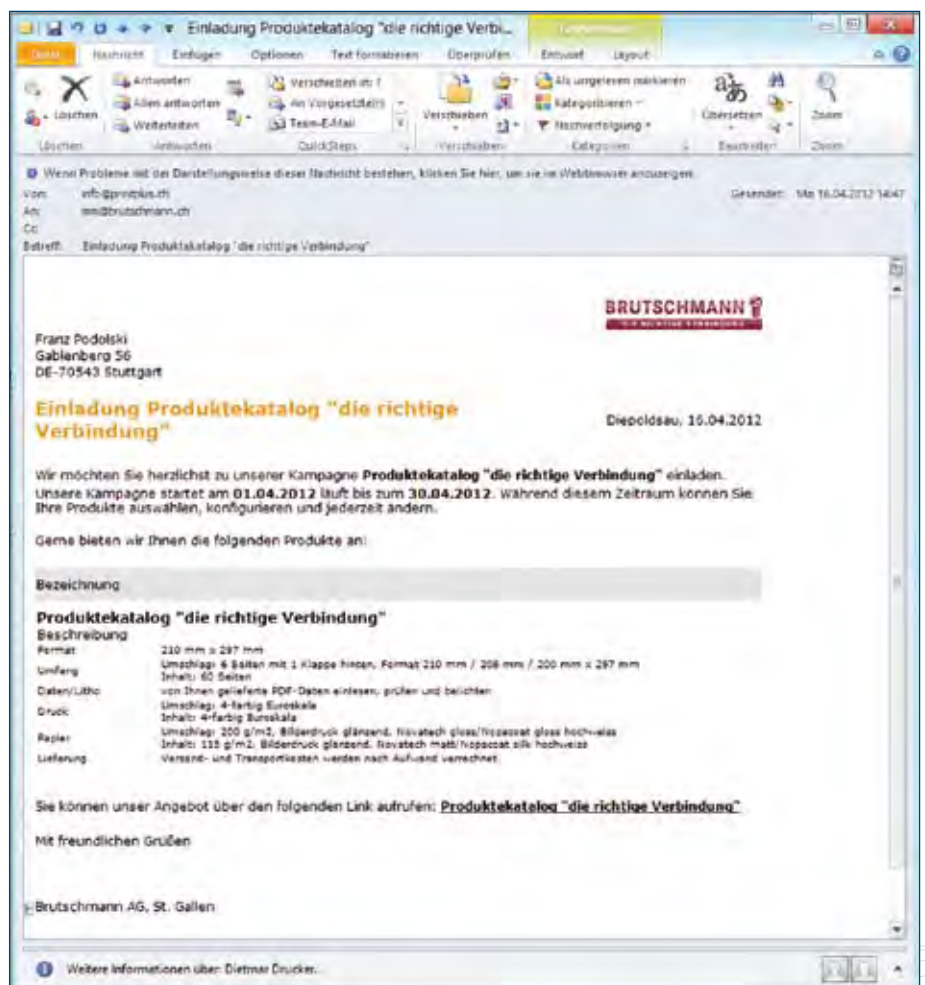 Einladung Produktekatalog "die richtige Verbi...
Nachricht Einfügen Optionen Text formatieren Überprüfen Entwurf Layout
Löschen
Antworten
Allen antworten
Weiterleiten
Verschieben in: ?
An Vorgesetzte(n)
Team-E-Mail
Verschieben
Als ungelesen markieren
Kategorisieren
Nachverfolgung
Übersetzen
Zoom
Löschen Antworten QuickSteps Verschieben Kategorien Bearbeiten Zoom
Wenn Probleme mit der Darstellungsweise dieser Nachricht bestehen, klicken Sie hier, um sie im Webbrowser anzuzeigen.
Von: info@printplus.ch Gesendet: Mo 16.04.2012 14:47
An: mm@brutschmann.ch
Cc:
Betreff: Einladung Produktekatalog "die richtige Verbindung"
BRUTSCHMANN
DIE RICHTIGE VERBINDUNG
Franz Podolski
Gablenberg 56
DE-70543 Stuttgart
Einladung Produktekatalog "die richtige
Verbindung"
Diepoldsau, 16.04.2012
Wir möchten Sie herzlichst zu unserer Kampagne Produktekatalog "die richtige Verbindung" einladen.
Unsere Kampagne startet am 01.04.2012 läuft bis zum 30.04.2012. Während diesem Zeitraum können Sie
Ihre Produkte auswählen, konfigurieren und jederzeit ändern.
Gerne bieten wir Ihnen die folgenden Produkte an:
Bezeichnung
Produktekatalog "die richtige Verbindung"
Beschreibung
Format 210 mm x 297 mm
Umfang Umschlag: 6 Seiten mit 1 Klappe hinten, Format 210 mm / 208 mm / 200 mm x 297 mm
Inhalt: 60 Seiten
Daten/Litho von Ihnen gelieferte PDF-Daten einlesen, prüfen und belichten
Druck Umschlag: 4-farbig Euroskala
Inhalt: 4-farbig Euroskala
Papier Umschlag: 200 g/m2, Bilderdruck glänzend, Novatech gloss/Nopacoat gloss hochweiss
Inhalt: 115 g/m2, Bilderdruck glänzend, Novatech matt/Nopacoat silk hochweiss
Lieferung Versand- und Transportkosten werden nach Aufwand verrechnet.
Sie können unser Angebot über den folgenden Link aufrufen: Produktekatalog "die richtige Verbindung"
Mit freundlichen Grüßen
Brutschmann AG, St. Gallen
Weitere Informationen über: Dietmar Drucker.